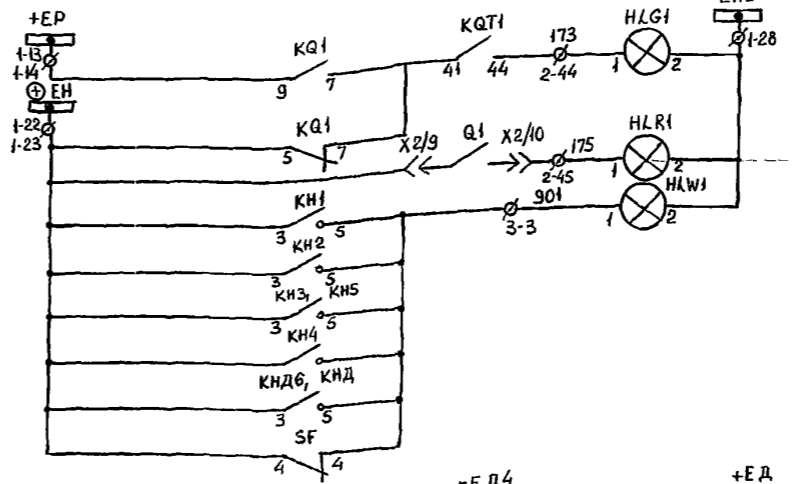 +EP
1-13
1-14
KQ1
9
7
KQT1
41
44
173
2-44
HLG1
1
2
1-28
+ EH
1-22
1-23
KQ1
5
7
X2/9
Q1
X2/10
175
2-45
HLR1
1
2
KH1
3
5
901
3-3
HLW1
1
2
KH2
3
5
KH3, KH5
3
5
KH4
КНД6, КНД
3
5
SF
4
4
+ЕД